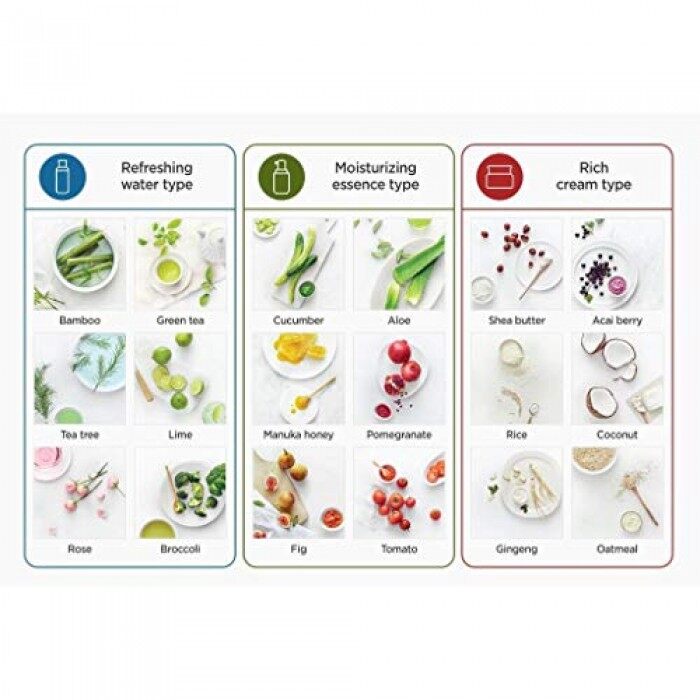 Refreshing
water type
Moisturizing
essence type
Rich
cream type
Bamboo
Green tea
Cucumber
Aloe
Shea butter
Acai berry
Tea tree
Lime
Manuka honey
Pomegranate
Rice
Coconut
Rose
Broccoli
Fig
Tomato
Gingeng
Oatmeal